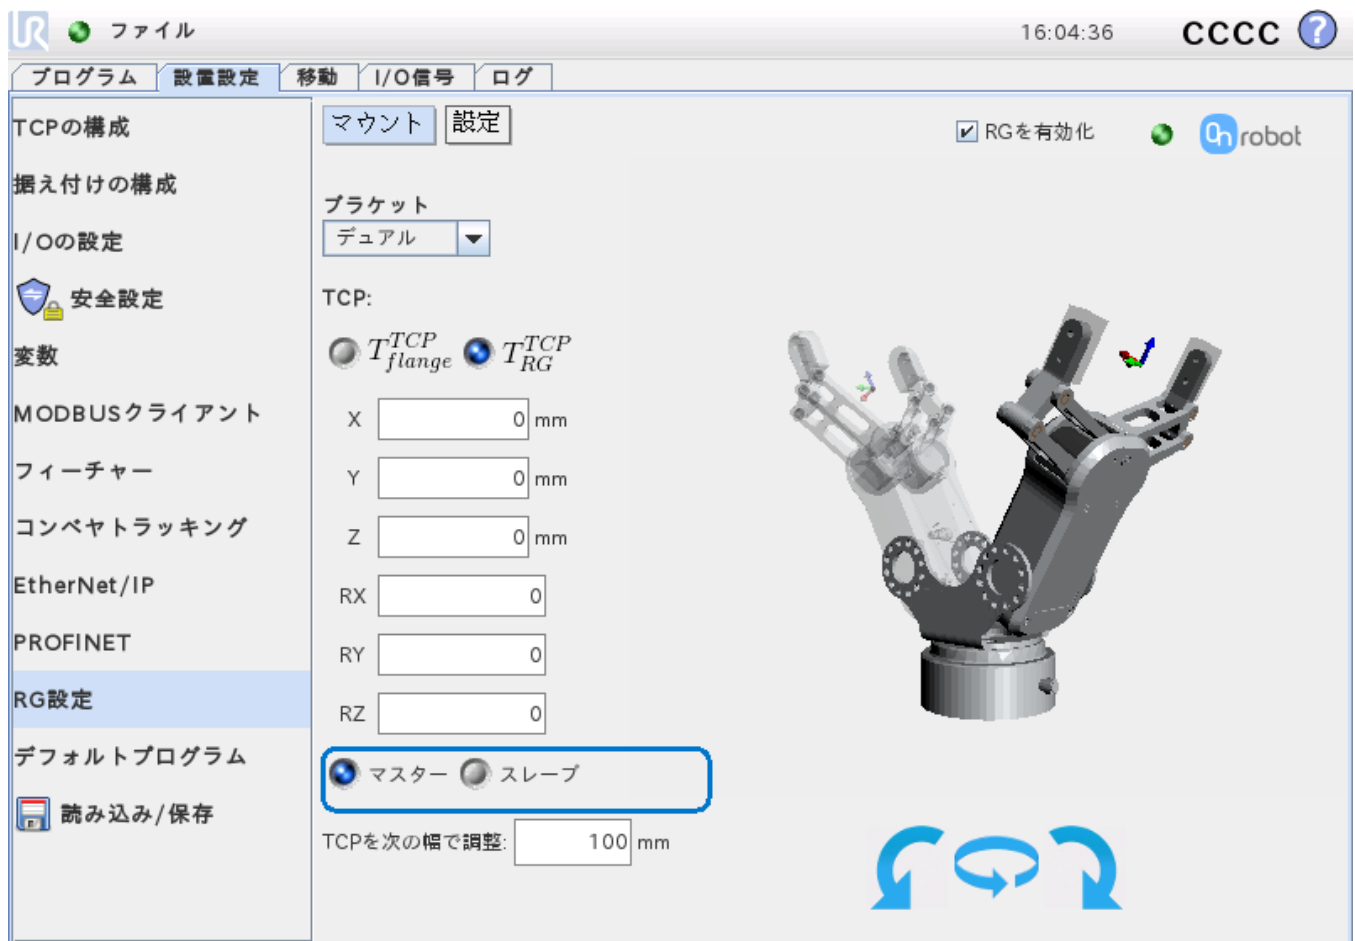 UR ファイル 16:04:36 CCCC ?
プログラム 設置設定 移動 I/O信号 ログ
TCPの構成
据え付けの構成
I/Oの設定
安全設定
変数
MODBUSクライアント
フィーチャー
コンベヤトラッキング
EtherNet/IP
PROFINET
RG設定
デフォルトプログラム
読み込み/保存
マウント 設定
RGを有効化 On robot
ブラケット
デュアル
TCP:
T_{flange}^{TCP} T_{RG}^{TCP}
X 0 mm
Y 0 mm
Z 0 mm
RX 0
RY 0
RZ 0
マスター スレーブ
TCPを次の幅で調整: 100 mm